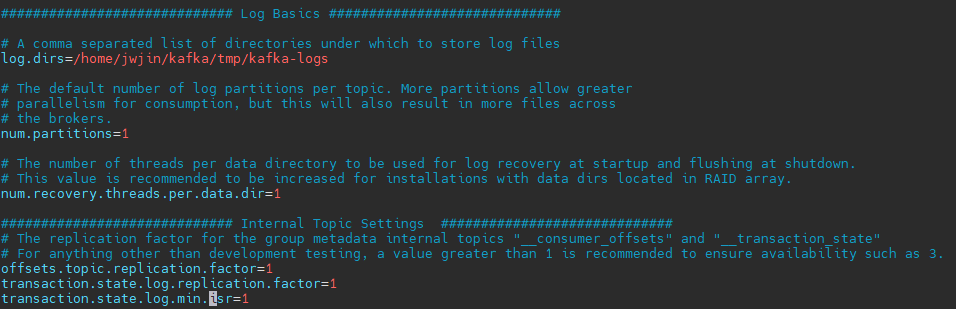 ############################# Log Basics #############################
# A comma separated list of directories under which to store log files
log.dirs=/home/jwjin/kafka/tmp/kafka-logs
# The default number of log partitions per topic. More partitions allow greater
# parallelism for consumption, but this will also result in more files across
# the brokers.
num.partitions=1
# The number of threads per data directory to be used for log recovery at startup and flushing at shutdown.
# This value is recommended to be increased for installations with data dirs located in RAID array.
num.recovery.threads.per.data.dir=1
############################# Internal Topic Settings  #############################
# The replication factor for the group metadata internal topics "__consumer_offsets" and "__transaction_state"
# For anything other than development testing, a value greater than 1 is recommended to ensure availability such as 3.
offsets.topic.replication.factor=1
transaction.state.log.replication.factor=1
transaction.state.log.min.isr=1